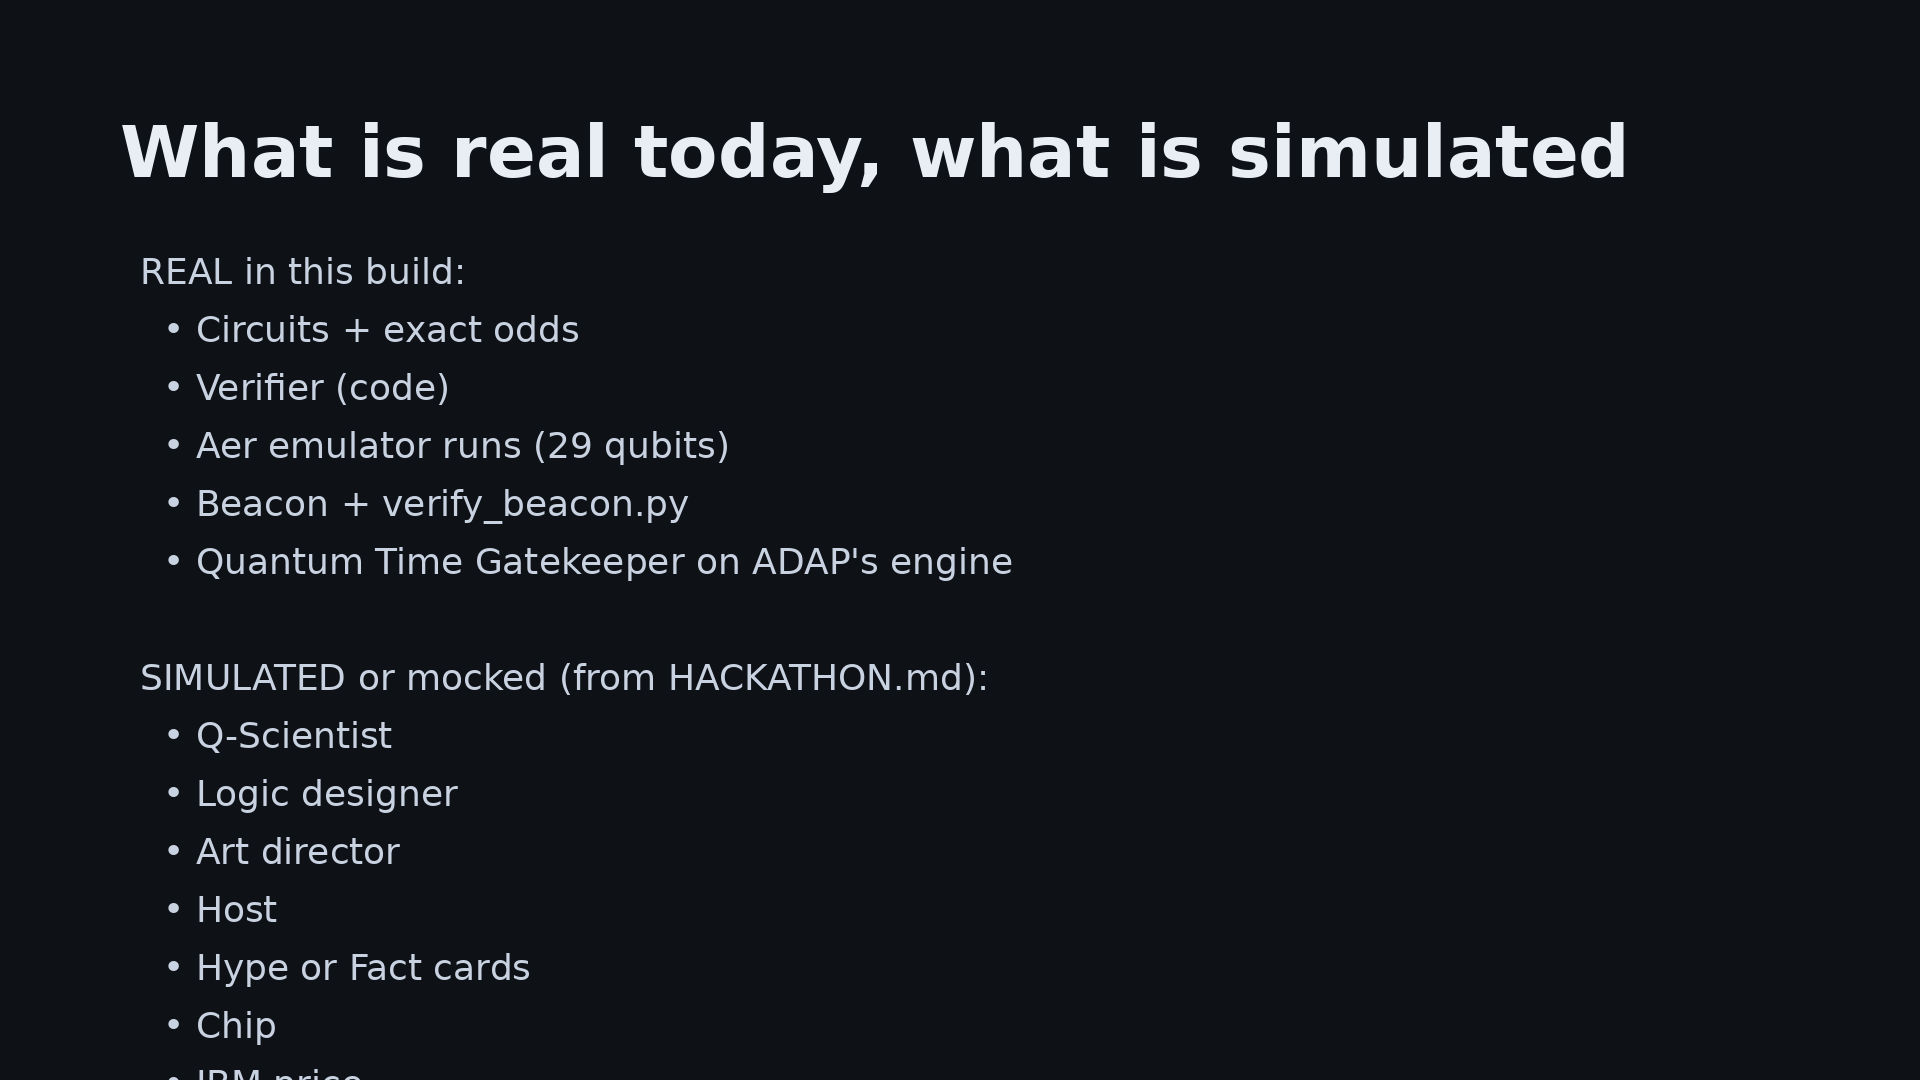 What is real today, what is simulated
REAL in this build:
• Circuits + exact odds
• Verifier (code)
• Aer emulator runs (29 qubits)
• Beacon + verify_beacon.py
• Quantum Time Gatekeeper on ADAP's engine
SIMULATED or mocked (from HACKATHON.md):
• Q-Scientist
• Logic designer
• Art director
• Host
• Hype or Fact cards
• Chip
• IBM price